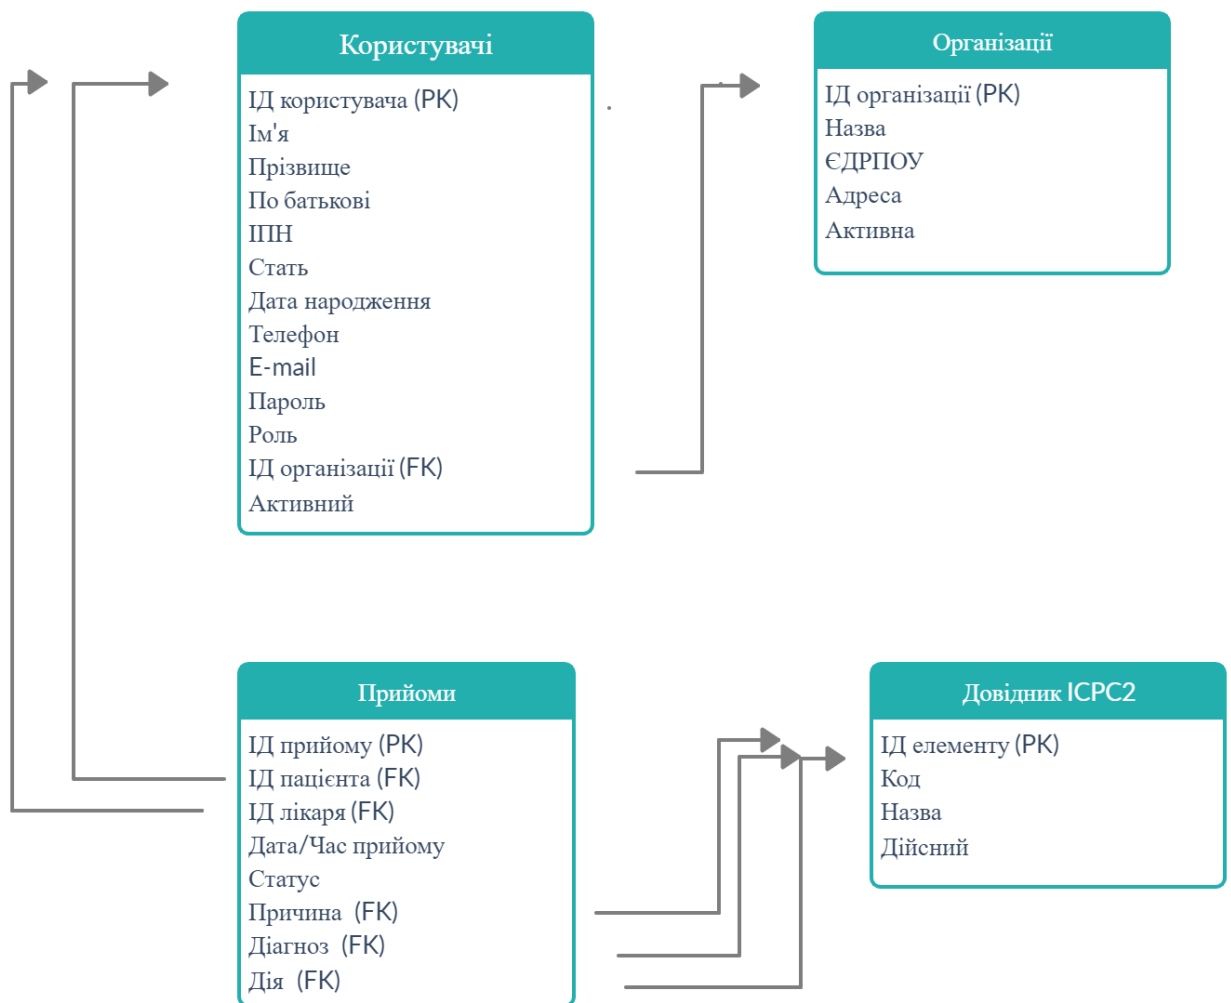 Користувачі
ІД користувача (PK)
Ім'я
Прізвище
По батькові
ІПН
Стать
Дата народження
Телефон
E-mail
Пароль
Роль
ІД організації (FK)
Активний
Організації
ІД організації (PK)
Назва
ЄДРПОУ
Адреса
Активна
Прийоми
ІД прийому (PK)
ІД пацієнта (FK)
ІД лікаря (FK)
Дата/Час прийому
Статус
Причина (FK)
Діагноз (FK)
Дія (FK)
Довідник ICPC2
ІД елементу (PK)
Код
Назва
Дійсний